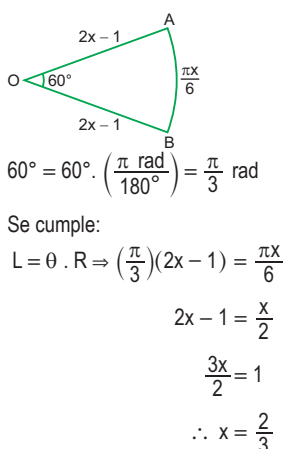 A
2x – 1
O
60°
πx/6
2x – 1
B
60° = 60°. (π rad/180°) = π/3 rad
Se cumple:
L = θ . R ⇒ (π/3)(2x – 1) = πx/6
2x – 1 = x/2
3x/2 = 1
∴ x = 2/3